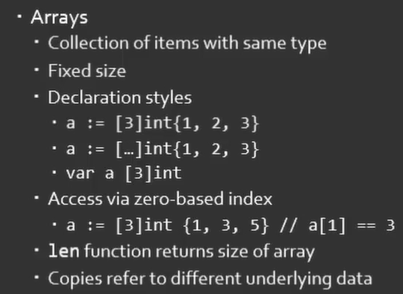 • Arrays
• Collection of items with same type
• Fixed size
• Declaration styles
• a := [3]int{1, 2, 3}
• a := […]int{1, 2, 3}
• var a [3]int
• Access via zero-based index
• a := [3]int {1, 3, 5} // a[1] == 3
• len function returns size of array
• Copies refer to different underlying data